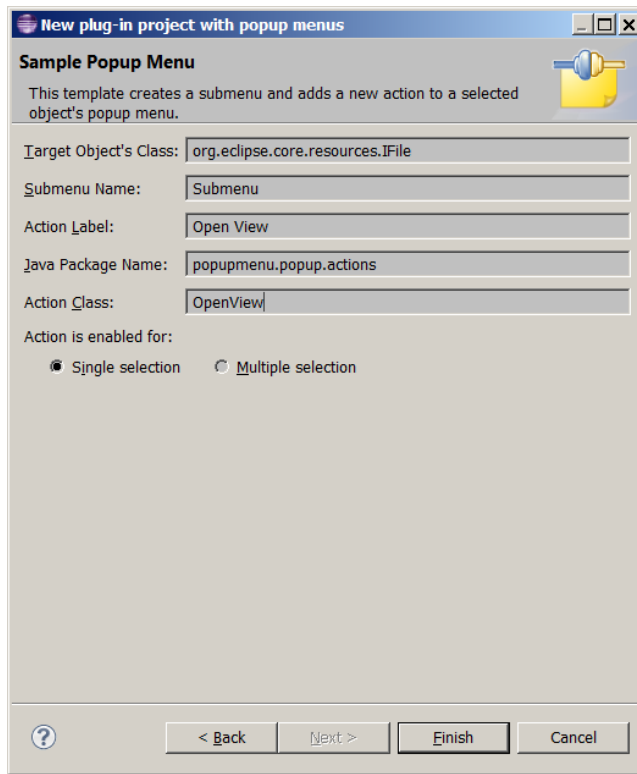 New plug-in project with popup menus
Sample Popup Menu
This template creates a submenu and adds a new action to a selected
object's popup menu.
Target Object's Class: org.eclipse.core.resources.IFile
Submenu Name: Submenu
Action Label: Open View
Java Package Name: popupmenu.popup.actions
Action Class: OpenView
Action is enabled for:
Single selection Multiple selection
? < Back Next > Finish Cancel